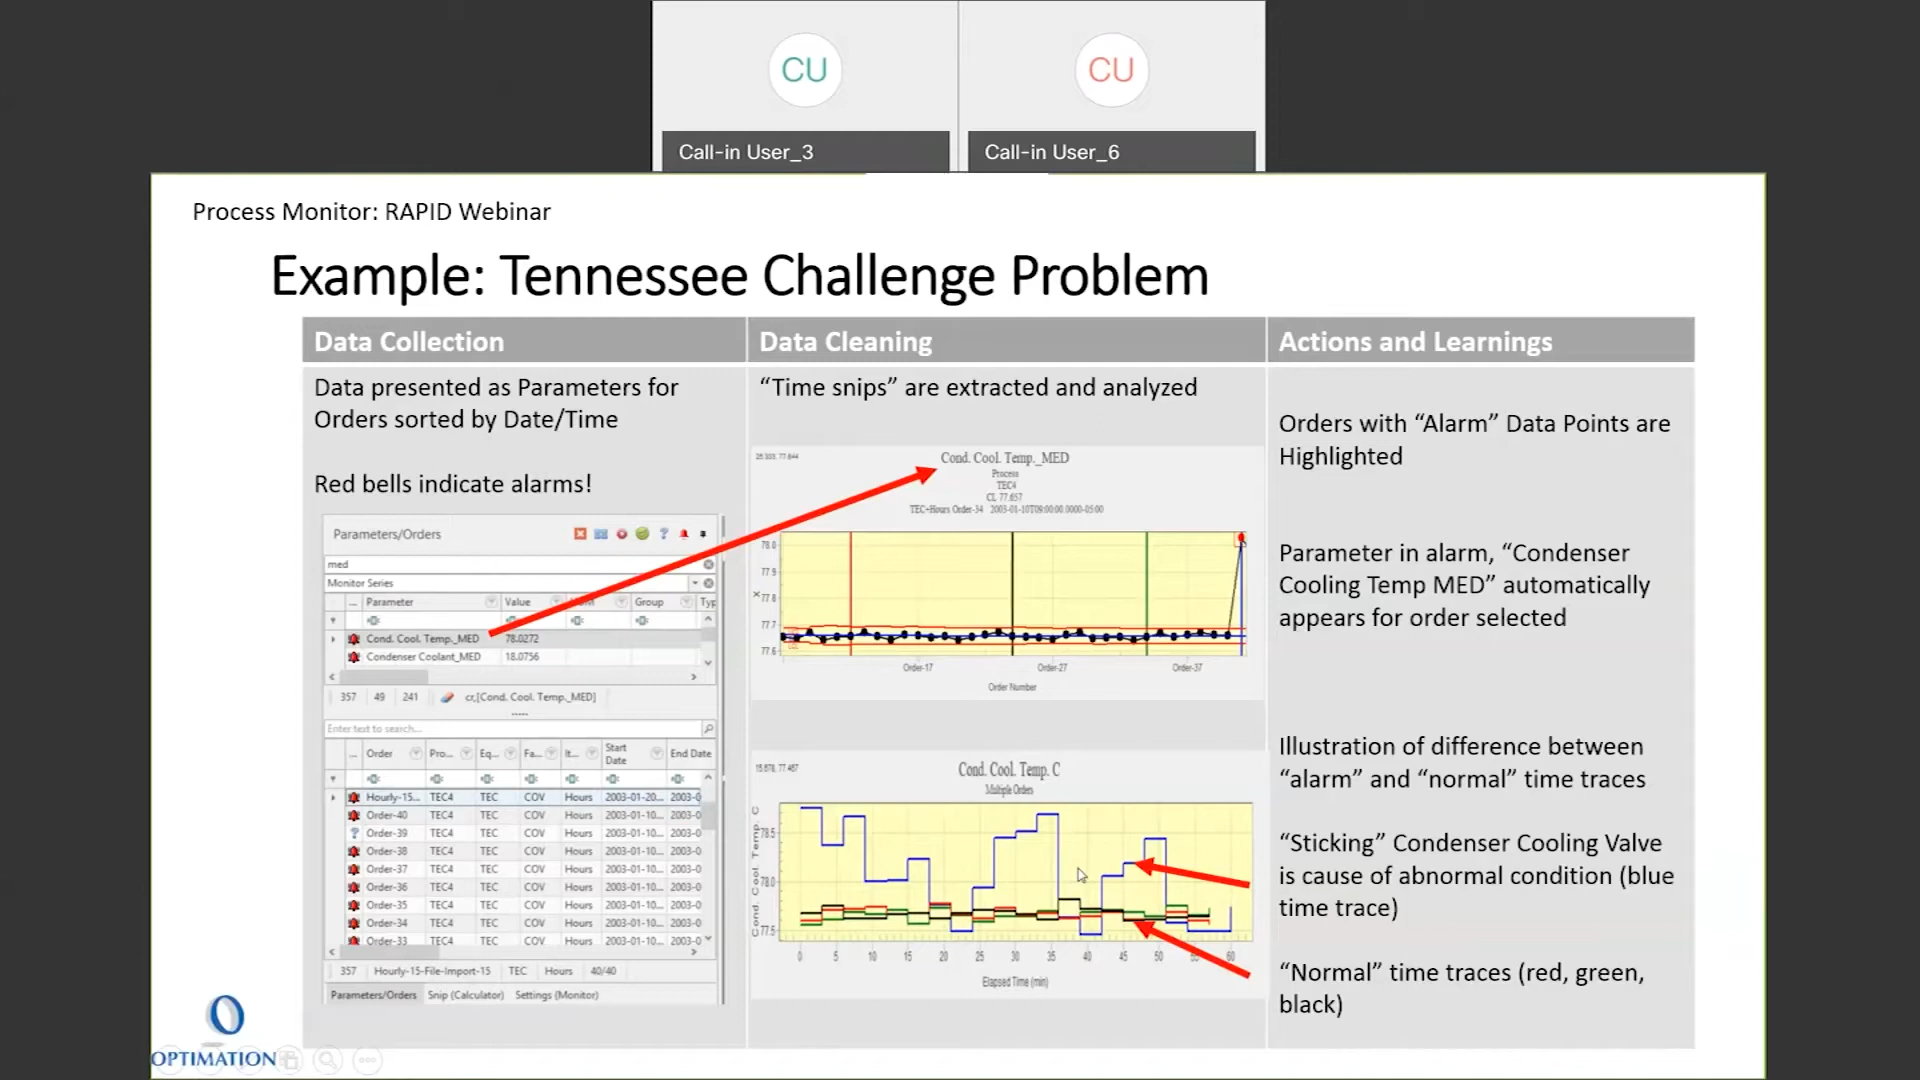 CU
CU
Call-in User_3
Call-in User_6
Process Monitor: RAPID Webinar
Example: Tennessee Challenge Problem
Data Collection
Data Cleaning
Actions and Learnings
Data presented as Parameters for
Orders sorted by Date/Time
Red bells indicate alarms!
Parameters/Orders
med
Monitor Series
... Parameter Value Group Typ
Cond. Cool. Temp._MED 78.0272
Condenser Coolant_MED 18.0756
357 49 241 cr,[Cond. Cool. Temp._MED]
Enter text to search...
... Order Pro... Eq... Fa... It... Start Date End Date
Hourly-15... TEC4 TEC COV Hours 2003-01-20... 2003-0
Order-40 TEC4 TEC COV Hours 2003-01-10... 2003-0
Order-39 TEC4 TEC COV Hours 2003-01-10... 2003-0
Order-38 TEC4 TEC COV Hours 2003-01-10... 2003-0
Order-37 TEC4 TEC COV Hours 2003-01-10... 2003-0
Order-36 TEC4 TEC COV Hours 2003-01-10... 2003-0
Order-35 TEC4 TEC COV Hours 2003-01-10... 2003-0
Order-34 TEC4 TEC COV Hours 2003-01-10... 2003-0
Order-33 TEC4 TEC COV Hours 2003-01-10... 2003-0
357 Hourly-15-File-Import-15 TEC Hours 40/40
Parameters/Orders Snip (Calculator) Settings (Monitor)
“Time snips” are extracted and analyzed
Cond. Cool. Temp._MED
Process
TEC4
CL 77.657
TEC+Hours Order-34 2003-01-10T09:00:00.0000-05:00
78.0
77.9
X 77.8
77.7
77.6
Order-17 Order-27 Order-37
Order Number
15.678, 77.467
Cond. Cool. Temp. C
Multiple Orders
Cond. Cool. Temp. C
78.5
78.0
77.5
0 5 10 15 20 25 30 35 40 45 50 55 60
Elapsed Time (min)
Orders with “Alarm” Data Points are
Highlighted
Parameter in alarm, “Condenser
Cooling Temp MED” automatically
appears for order selected
Illustration of difference between
“alarm” and “normal” time traces
“Sticking” Condenser Cooling Valve
is cause of abnormal condition (blue
time trace)
“Normal” time traces (red, green,
black)
OPTIMATION